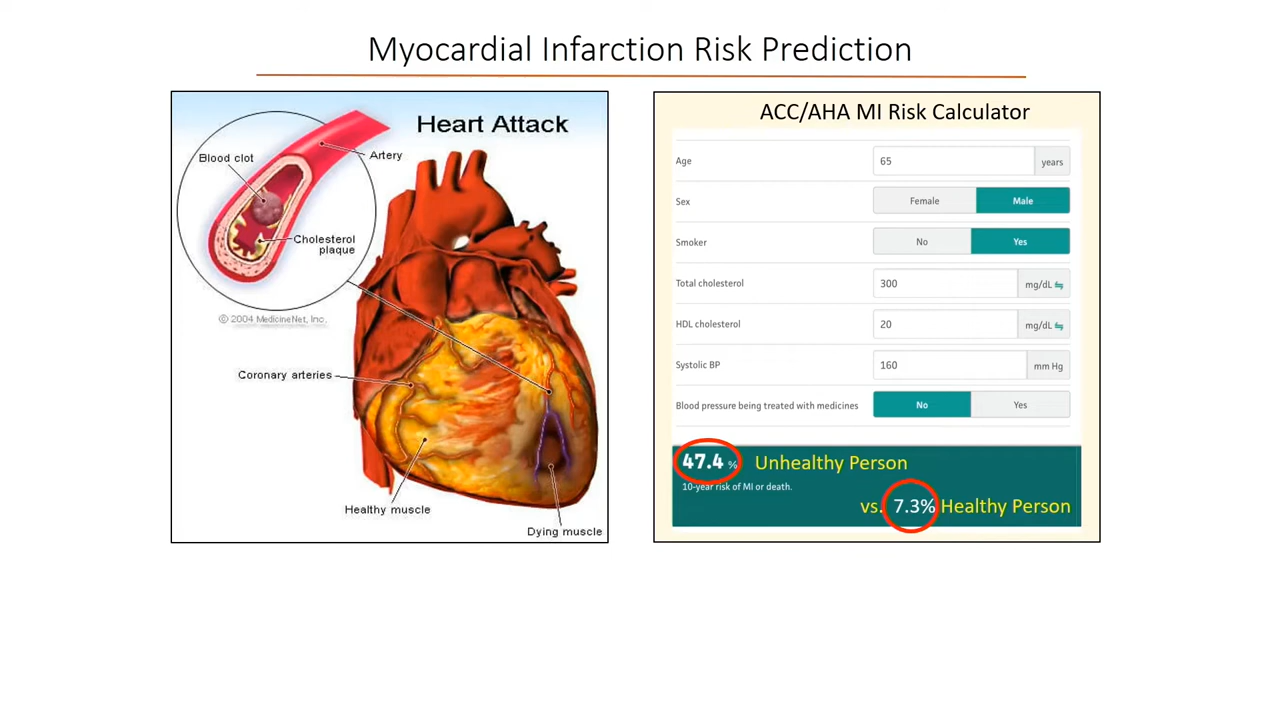 Myocardial Infarction Risk Prediction
Heart Attack
Blood clot
Artery
Cholesterol
plaque
© 2004 MedicineNet, Inc.
Coronary arteries
Healthy muscle
Dying muscle
ACC/AHA MI Risk Calculator
Age 65 years
Sex Female Male
Smoker No Yes
Total cholesterol 300 mg/dL
HDL cholesterol 20 mg/dL
Systolic BP 160 mm Hg
Blood pressure being treated with medicines No Yes
47.4 % Unhealthy Person
10-year risk of MI or death.
vs. 7.3% Healthy Person